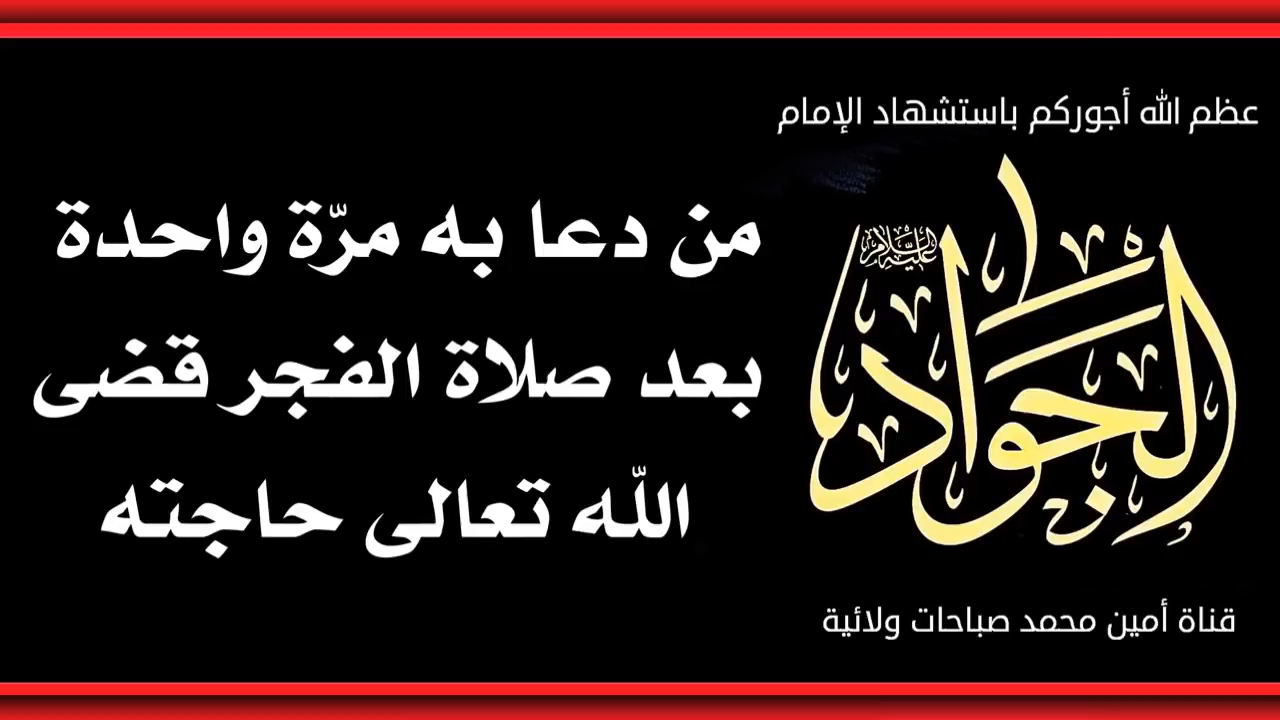 عظم الله أجوركم باستشهاد الإمام
الجواد
عليه السلام
من دعا به مرّة واحدة
بعد صلاة الفجر قضى
اللّه تعالى حاجته
قناة أمين محمد صباحات ولائية